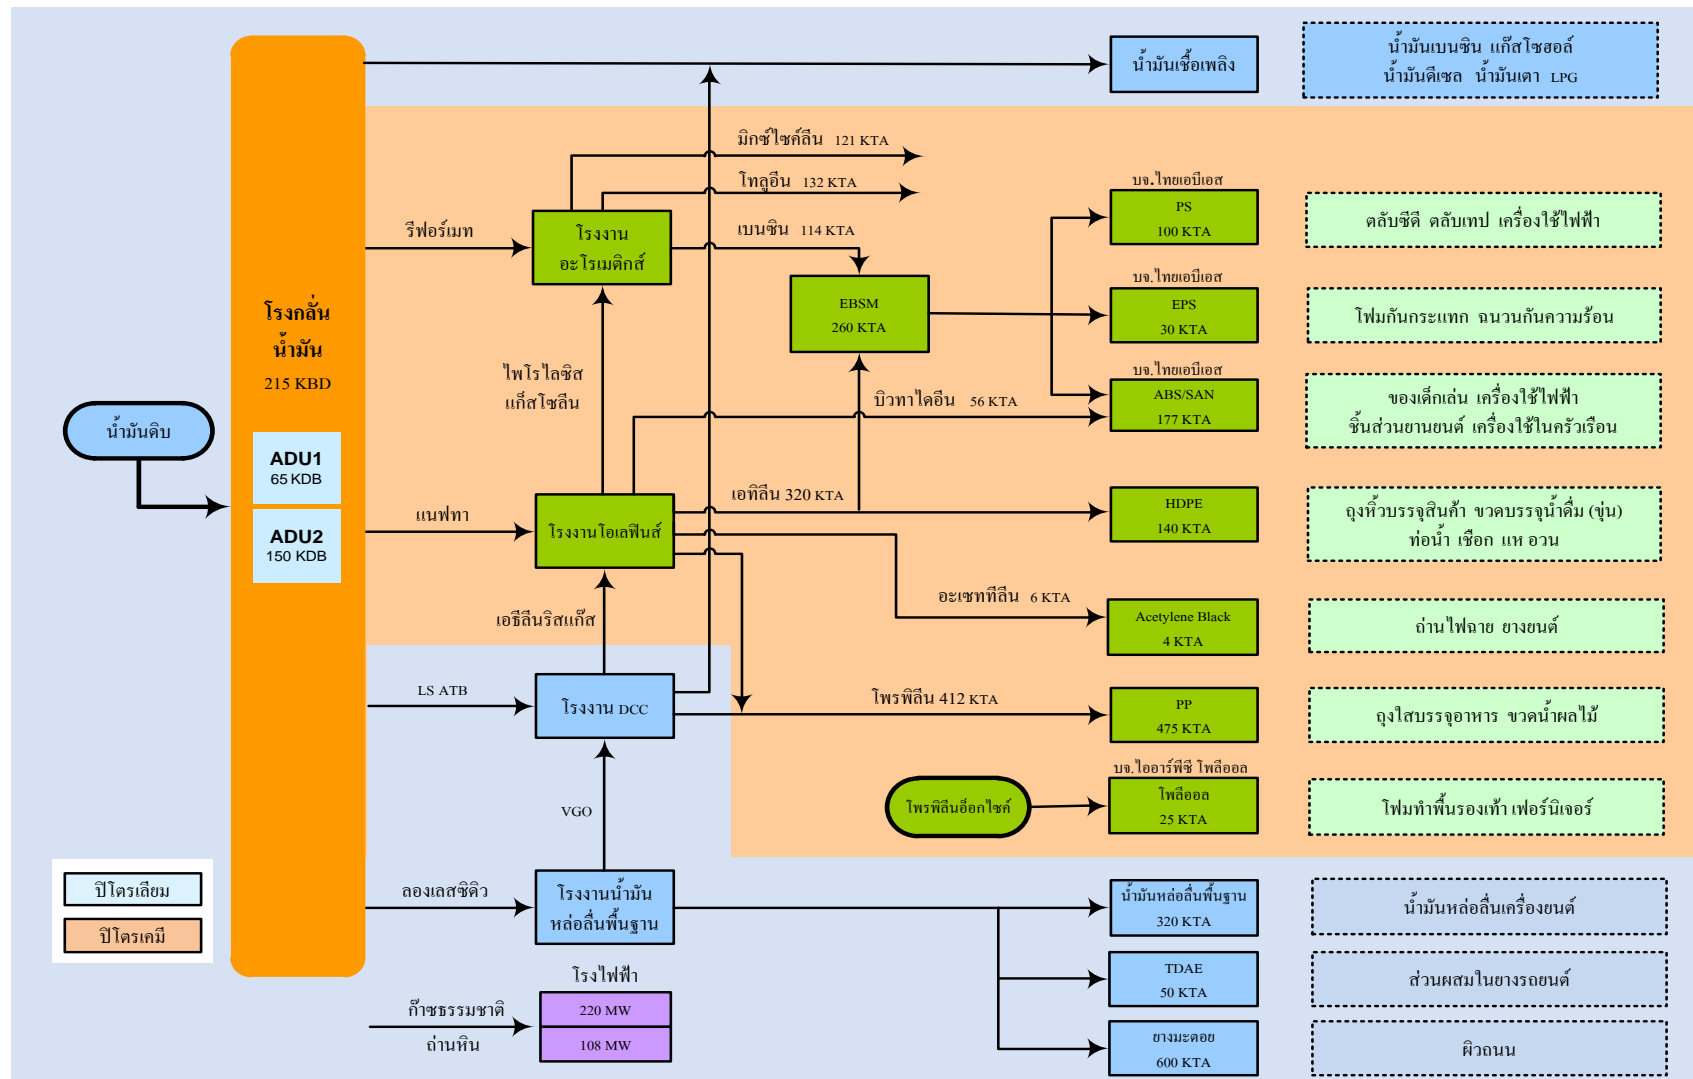 น้ำมันเชื้อเพลิง
น้ำมันเบนซิน แก๊สโซฮอล์
น้ำมันดีเซล น้ำมันเตา LPG
มิกซ์ไซค์ลีน 121 KTA
โทลูอีน 132 KTA
บจ.ไทยเอบีเอส
PS
100 KTA
ตลับซีดี ตลับเทป เครื่องใช้ไฟฟ้า
รีฟอร์เมท
โรงงาน
อะโรเมติกส์
เบนซิน 114 KTA
บจ.ไทยเอบีเอส
EBSM
260 KTA
EPS
30 KTA
โฟมกันกระแทก ฉนวนกันความร้อน
โรงกลั่น
น้ำมัน
215 KBD
ไพโรไลซิส
แก็สโซลีน
บจ.ไทยเอบีเอส
ABS/SAN
177 KTA
ของเด็กเล่น เครื่องใช้ไฟฟ้า
ชิ้นส่วนยานยนต์ เครื่องใช้ในครัวเรือน
บิวทาไดอีน 56 KTA
น้ำมันดิบ
ADU1
65 KDB
ADU2
150 KDB
แนฟทา
โรงงานโอเลฟินส์
เอทิลีน 320 KTA
HDPE
140 KTA
ถุงหิ้วบรรจุสินค้า ขวดบรรจุน้ำดื่ม (ขุ่น)
ท่อน้ำ เชือก แห อวน
เอธีลีนริสแก๊ส
อะเซททีลีน 6 KTA
Acetylene Black
4 KTA
ถ่านไฟฉาย ยางยนต์
LS ATB
โรงงาน DCC
โพรพิลีน 412 KTA
PP
475 KTA
ถุงใสบรรจุอาหาร ขวดน้ำผลไม้
บจ.ไออาร์พีซี โพลีออล
โพรพิลีนอ็อกไซค์
โพลีออล
25 KTA
โฟมทำพื้นรองเท้า เฟอร์นิเจอร์
VGO
ปิโตรเลียม
ปิโตรเคมี
ลองเลสซิดิว
โรงงานน้ำมัน
หล่อลื่นพื้นฐาน
น้ำมันหล่อลื่นพื้นฐาน
320 KTA
น้ำมันหล่อลื่นเครื่องยนต์
TDAE
50 KTA
ส่วนผสมในยางรถยนต์
โรงไฟฟ้า
ก๊าซธรรมชาติ
ถ่านหิน
220 MW
108 MW
ยางมะตอย
600 KTA
ผิวถนน